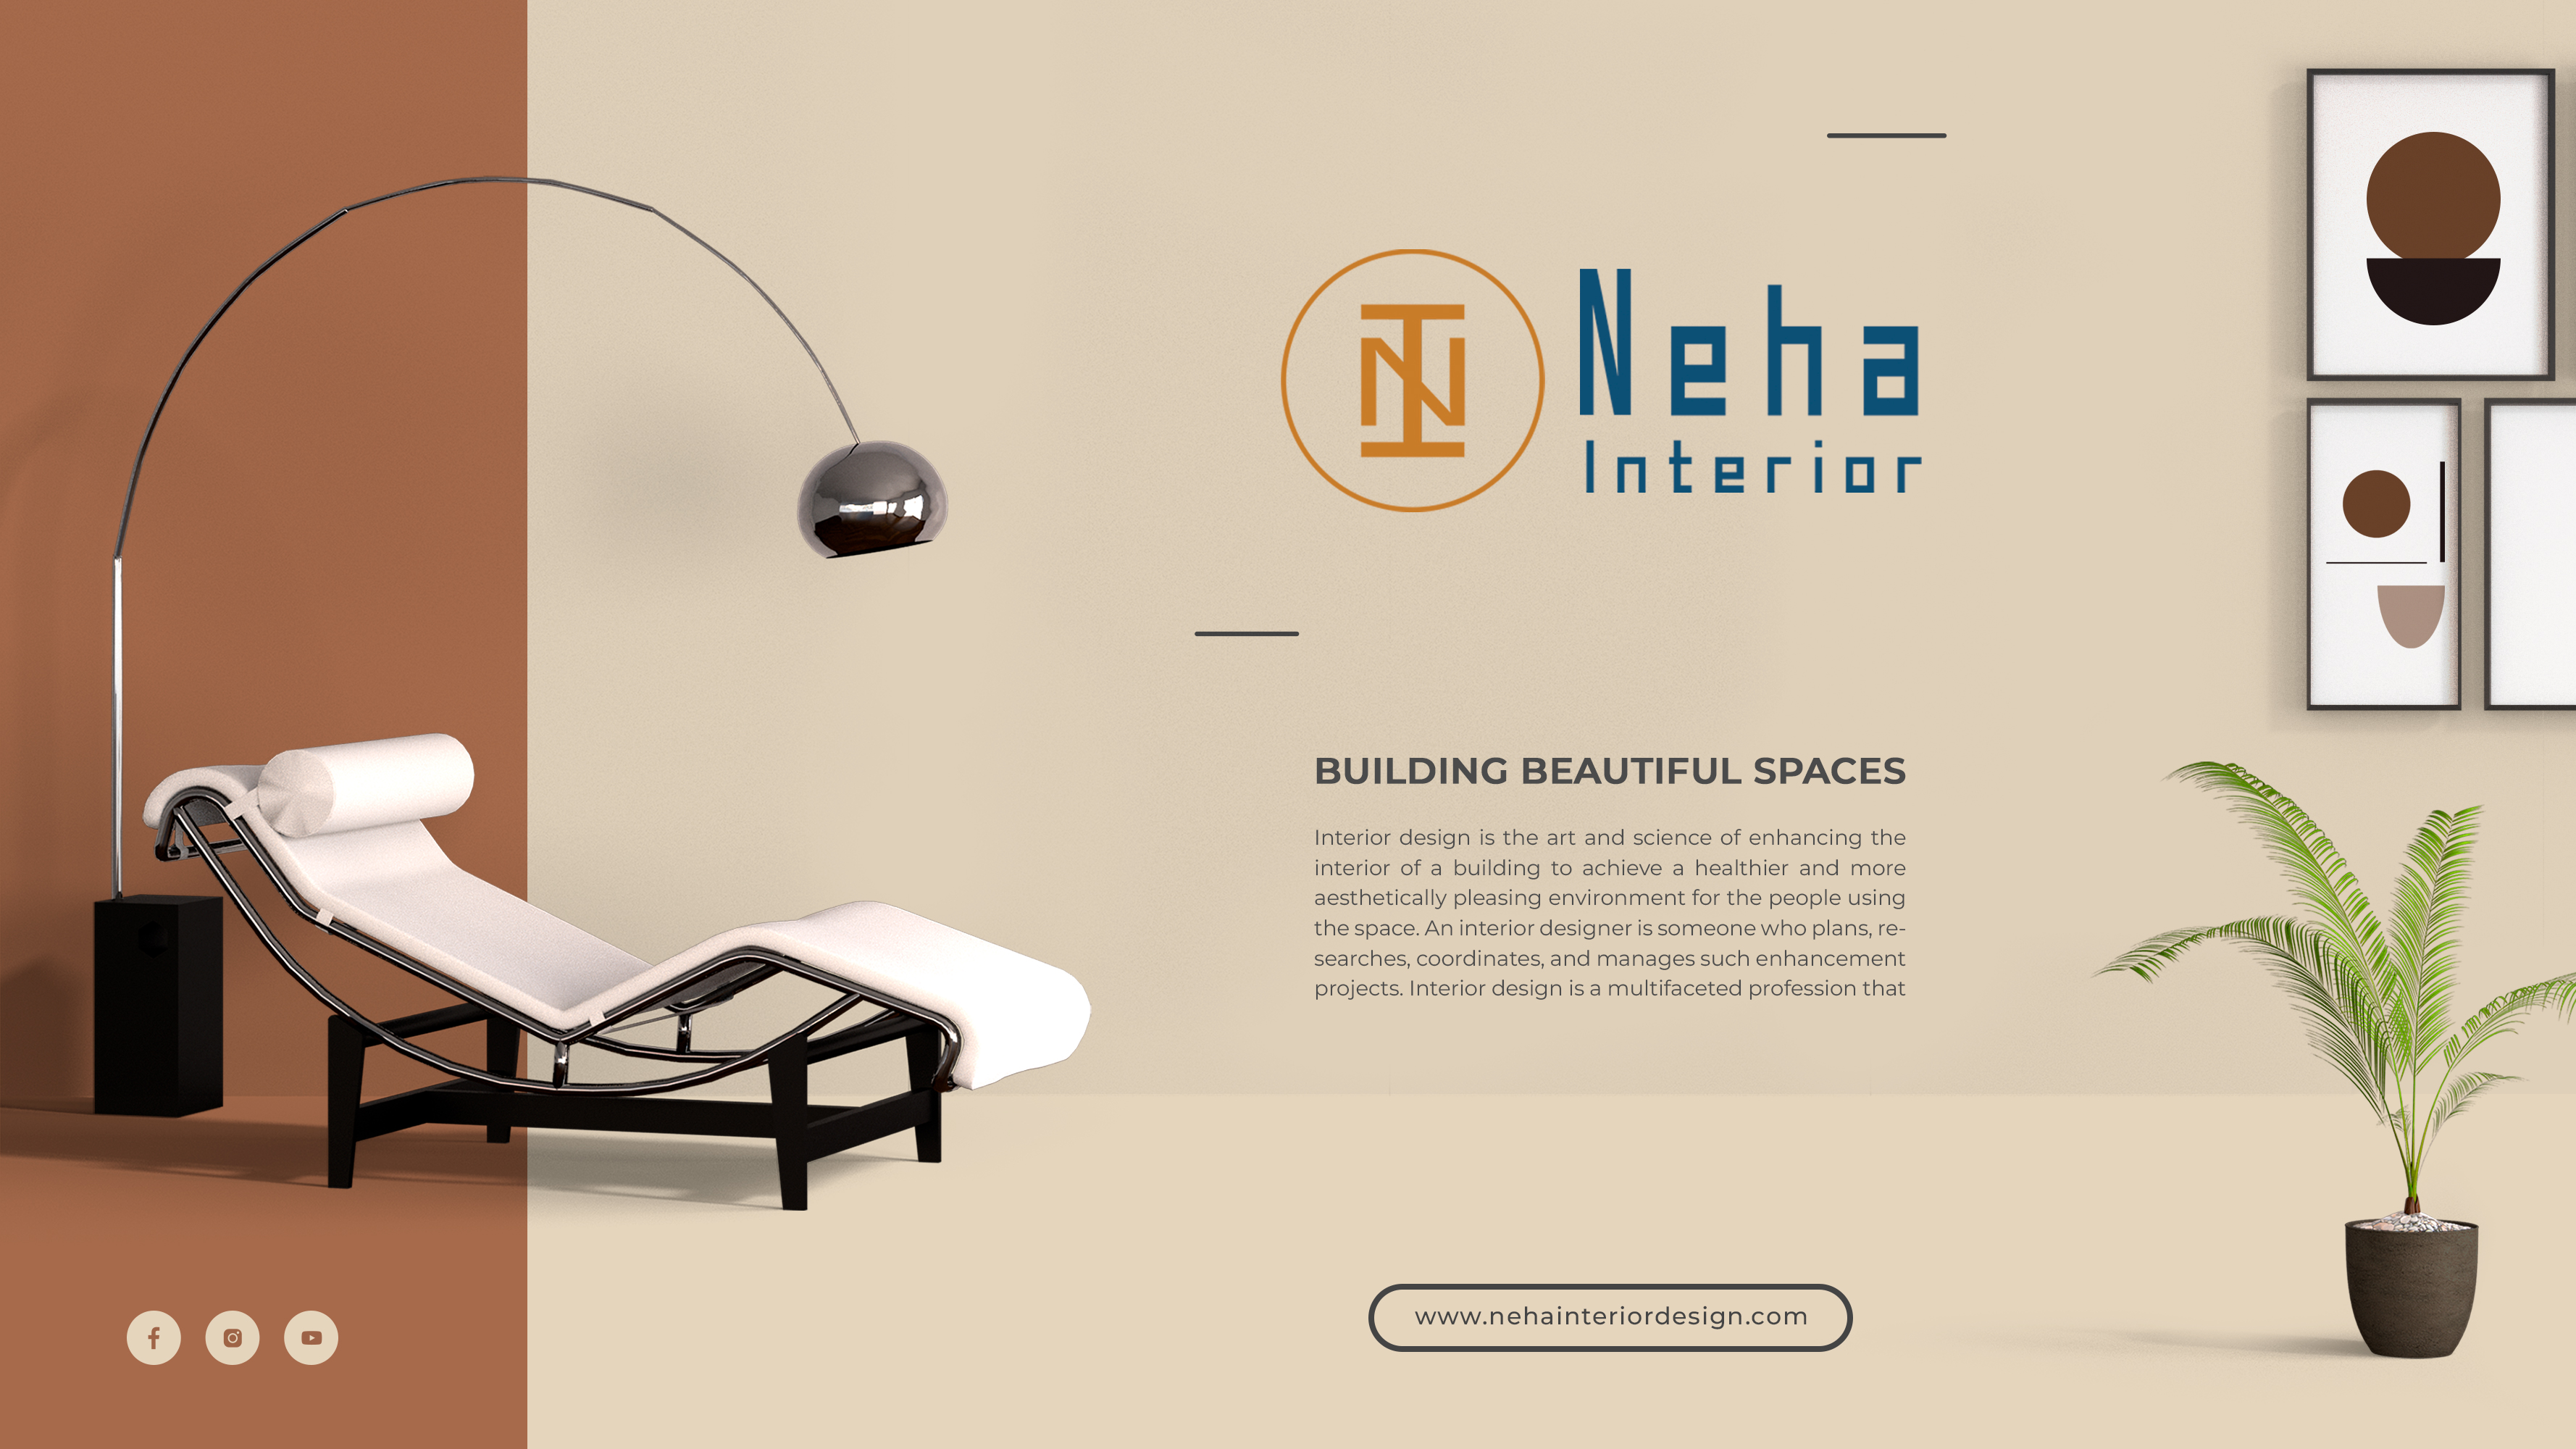 Neha
Interior
BUILDING BEAUTIFUL SPACES
Interior design is the art and science of enhancing the
interior of a building to achieve a healthier and more
aesthetically pleasing environment for the people using
the space. An interior designer is someone who plans, re-
searches, coordinates, and manages such enhancement
projects. Interior design is a multifaceted profession that
www.nehainteriordesign.com